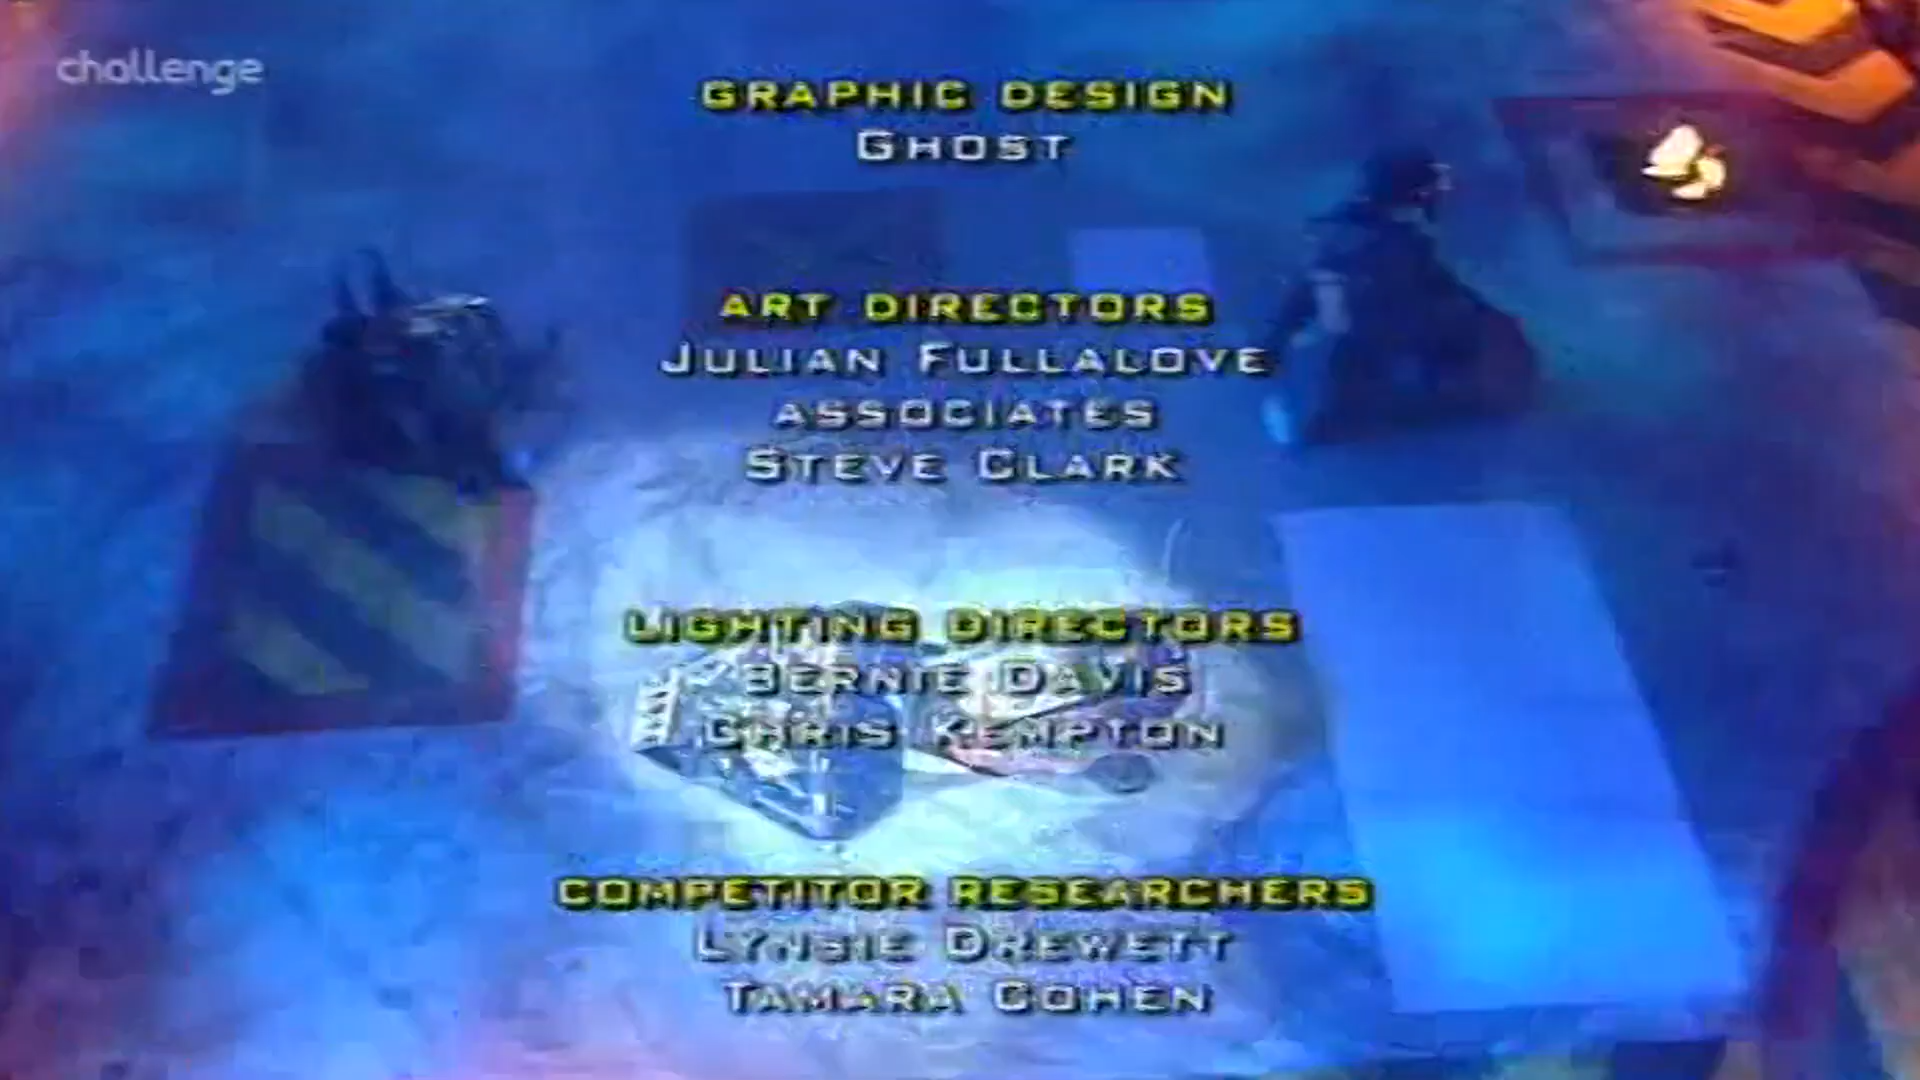 challenge
GRAPHIC DESIGN
GHOST
ART DIRECTORS
JULIAN FULLALOVE
ASSOCIATES
STEVE CLARK
LIGHTING DIRECTORS
BERNIE DAVIS
CHRIS KEMPTON
COMPETITOR RESEARCHERS
LYNSIE DREWETT
TAMARA COHEN